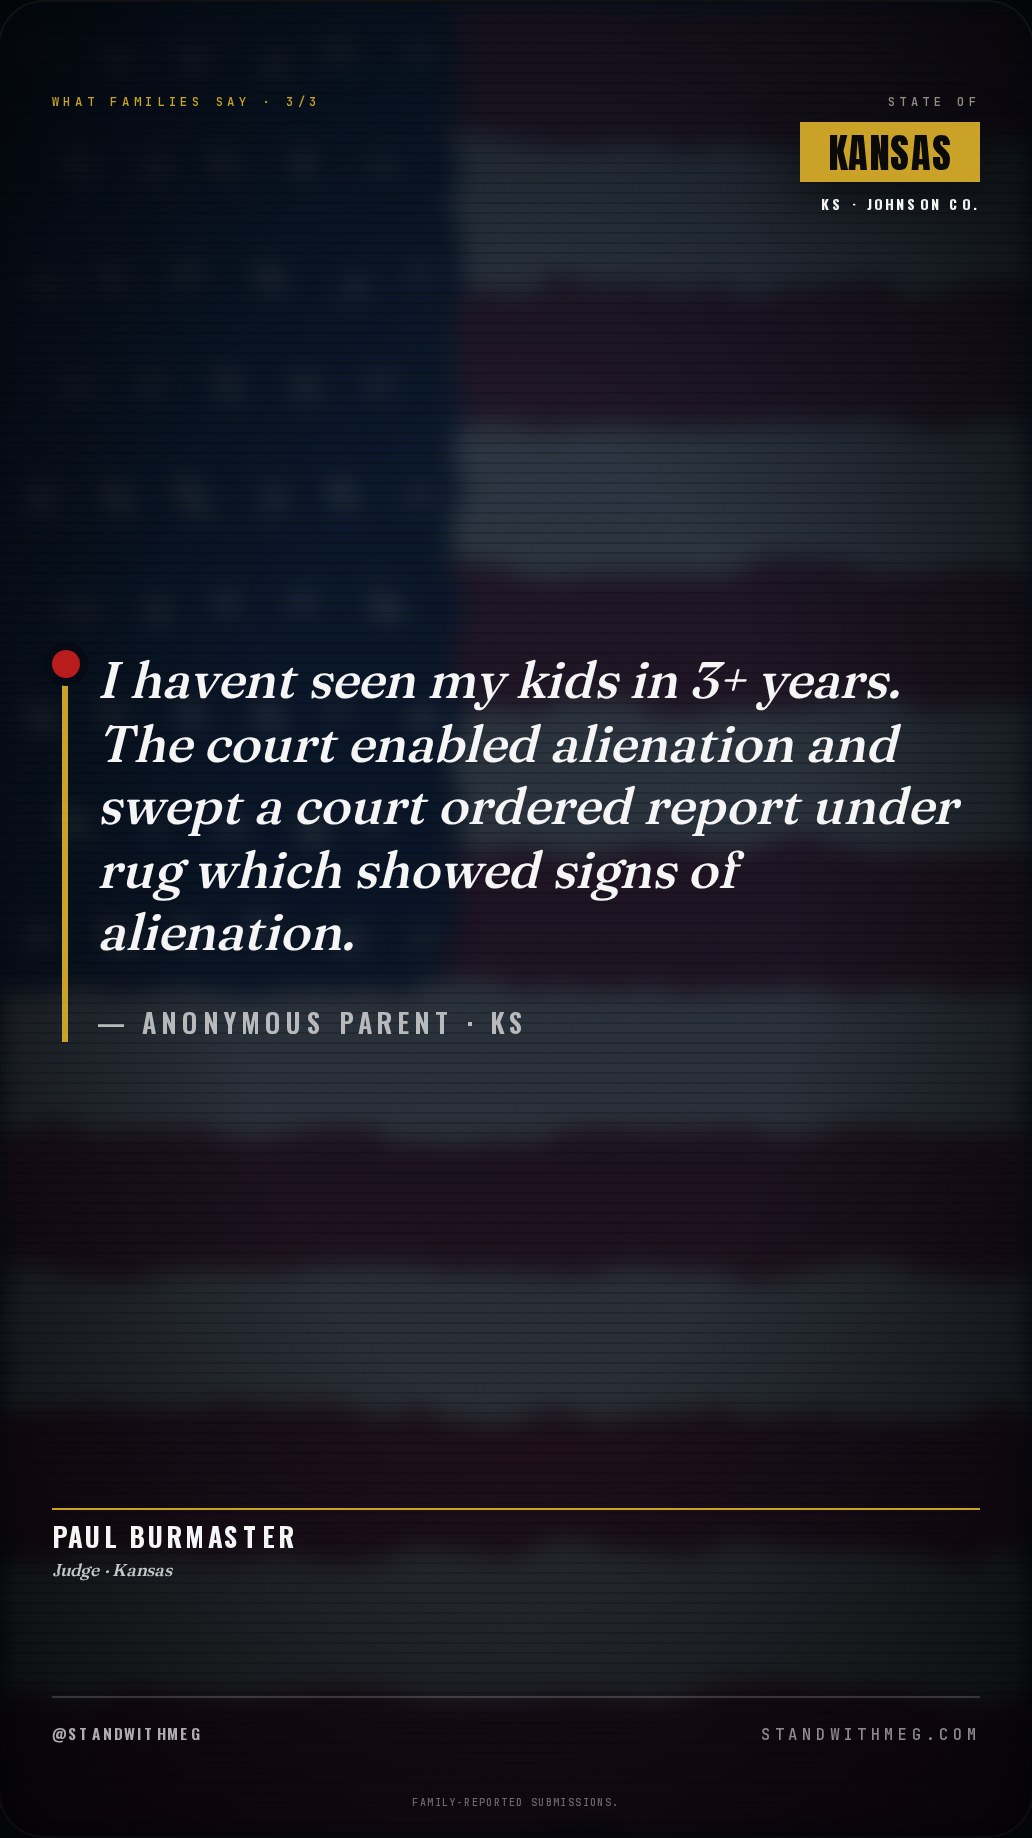 WHAT FAMILIES SAY · 3/3
STATE OF
KANSAS
KS · JOHNSON CO.
I havent seen my kids in 3+ years.
The court enabled alienation and
swept a court ordered report under
rug which showed signs of
alienation.
— ANONYMOUS PARENT · KS
PAUL BURMASTER
Judge · Kansas
@STANDWITHMEG
STANDWITHMEG.COM
FAMILY-REPORTED SUBMISSIONS.